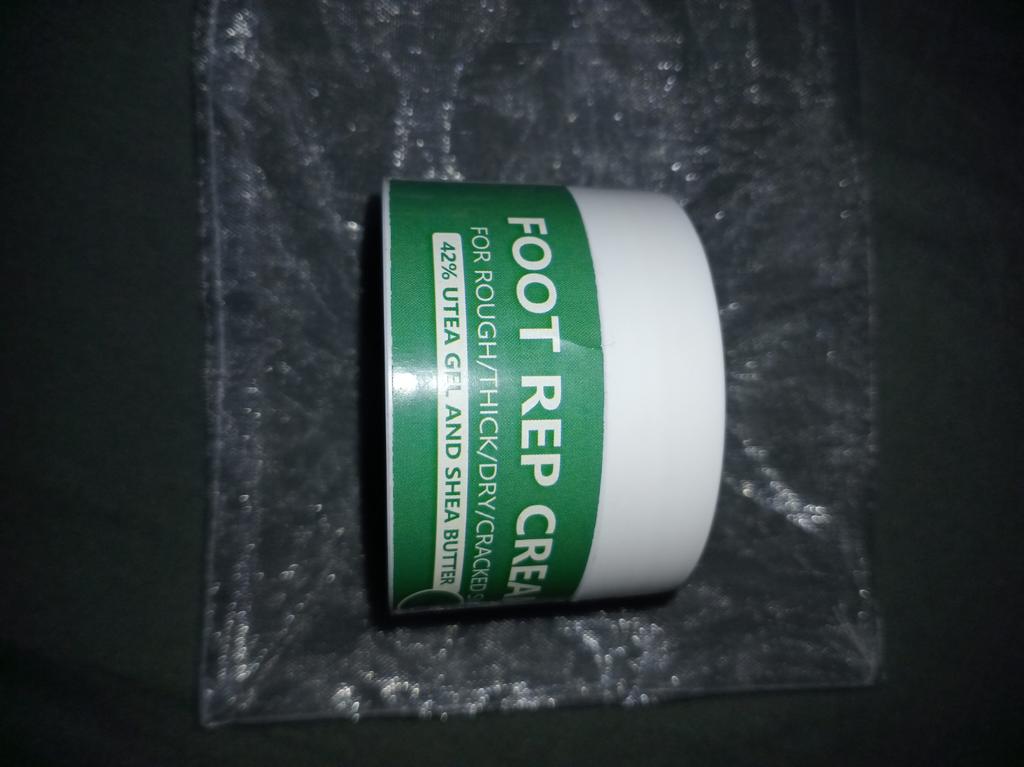 FOOT REP CREA
FOR ROUGH/THICK/DRY/CRACKED S
42% UTEA GEL AND SHEA BUTTER